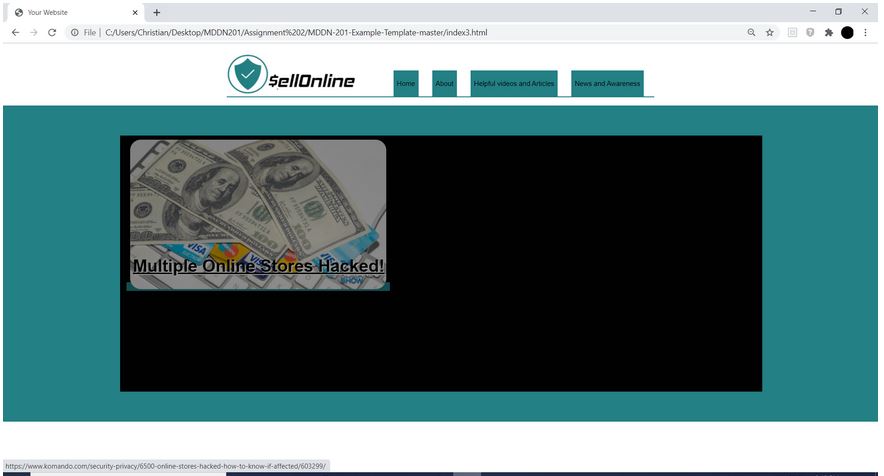 Your Website
File | C:/Users/Christian/Desktop/MDDN201/Assignment%202/MDDN-201-Example-Template-master/index3.html
$ellOnline
Home About Helpful videos and Articles News and Awareness
VISA VISA
Multiple Online Stores Hacked!
https://www.komando.com/security-privacy/6500-online-stores-hacked-how-to-know-if-affected/603299/